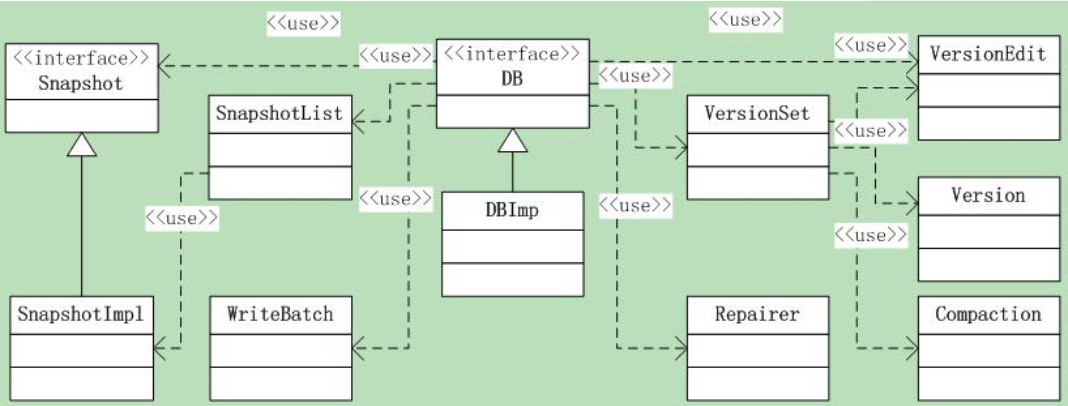 <<use>>
<<use>>
<<interface>>
Snapshot
<<use>>
<<interface>>
DB
<<use>>
VersionEdit
<<use>>
SnapshotList
VersionSet
<<use>>
<<use>>
<<use>>
Version
<<use>>
DBImp
<<use>>
<<use>>
SnapshotImpl
WriteBatch
Repairer
Compaction